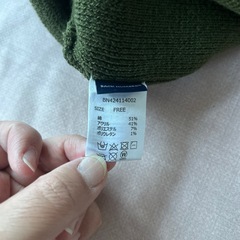 BN424114002
SIZE FREE
綿 51%
アクリル 41%
ポリエステル 7%
ポリウレタン 1%